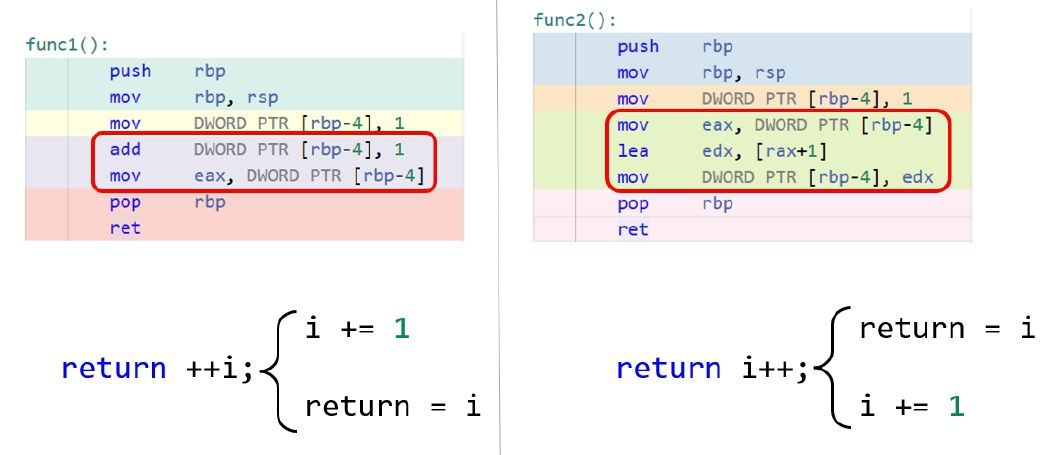 func1():
push rbp
mov rbp, rsp
mov DWORD PTR [rbp-4], 1
add DWORD PTR [rbp-4], 1
mov eax, DWORD PTR [rbp-4]
pop rbp
ret
return ++i;
i += 1
return = i
func2():
push rbp
mov rbp, rsp
mov DWORD PTR [rbp-4], 1
mov eax, DWORD PTR [rbp-4]
lea edx, [rax+1]
mov DWORD PTR [rbp-4], edx
pop rbp
ret
return i++;
return = i
i += 1